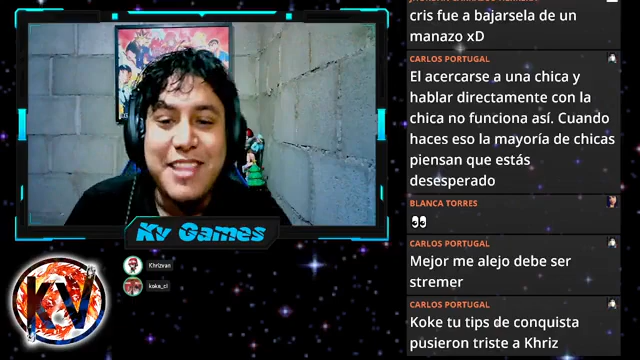 cris fue a bajarsela de un
manazo xD
CARLOS PORTUGAL
El acercarse a una chica y
hablar directamente con la
chica no funciona así. Cuando
haces eso la mayoría de chicas
piensan que estás
desesperado
BLANCA TORRES
👀
CARLOS PORTUGAL
Mejor me alejo debe ser
stremer
CARLOS PORTUGAL
Koke tu tips de conquista
pusieron triste a Khriz
Kv Games
Khrizvan
koke_cl
KV